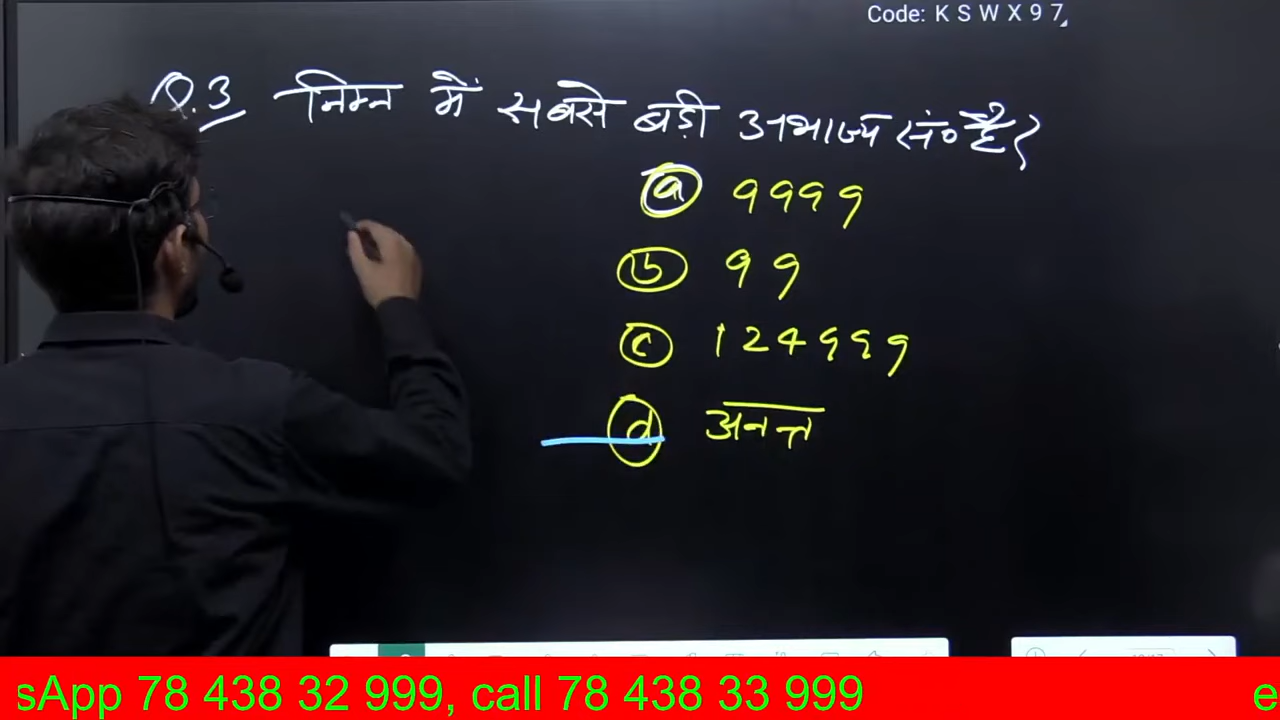 Code: K S W X 9 7
Q.3 निम्न में सबसे बड़ी अभाज्य सं० है?
(a) 9999
(b) 99
(c) 124999
(d) अनन्त
sApp 78 438 32 999, call 78 438 33 999 e